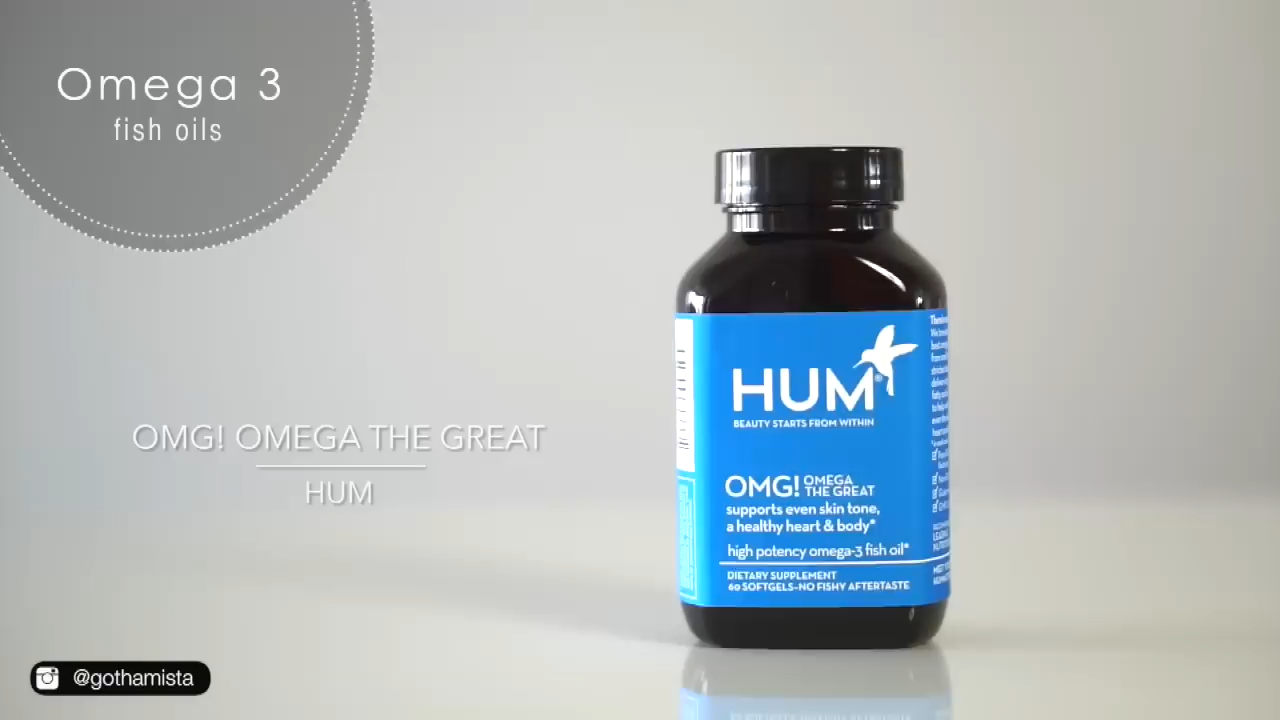 Omega 3
fish oils
OMG! OMEGA THE GREAT
HUM
HUM®
BEAUTY STARTS FROM WITHIN
OMG! OMEGA
THE GREAT
supports even skin tone,
a healthy heart & body*
high potency omega-3 fish oil*
DIETARY SUPPLEMENT
60 SOFTGELS-NO FISHY AFTERTASTE
@gothamista